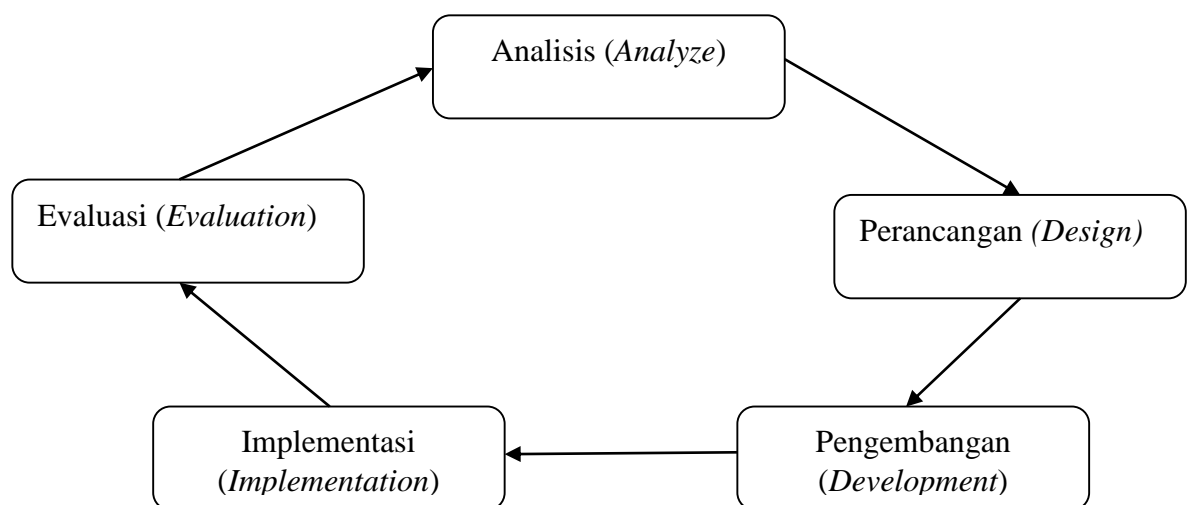 Analisis (Analyze)
Evaluasi (Evaluation)
Perancangan (Design)
Implementasi
(Implementation)
Pengembangan
(Development)